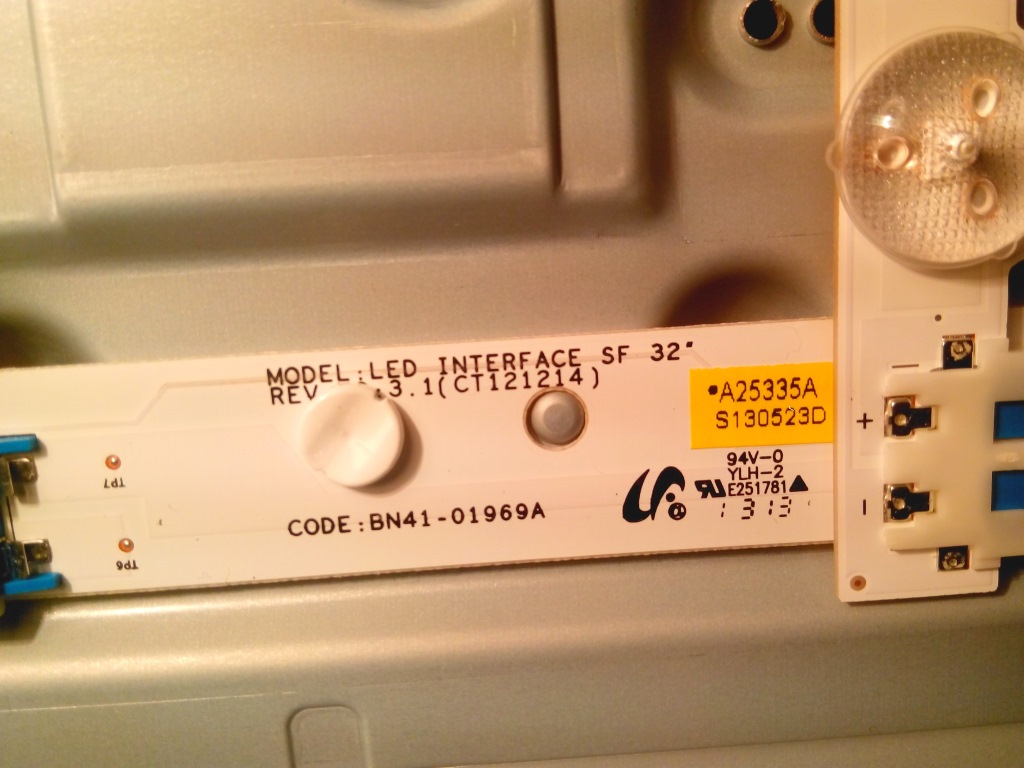 MODEL:LED INTERFACE SF 32"
REV 3.1(CT121214)
A25335A
S130523D
94V-0
YLH-2
E251781
1313
CODE:BN41-01969A
TP7
TP6
+
-